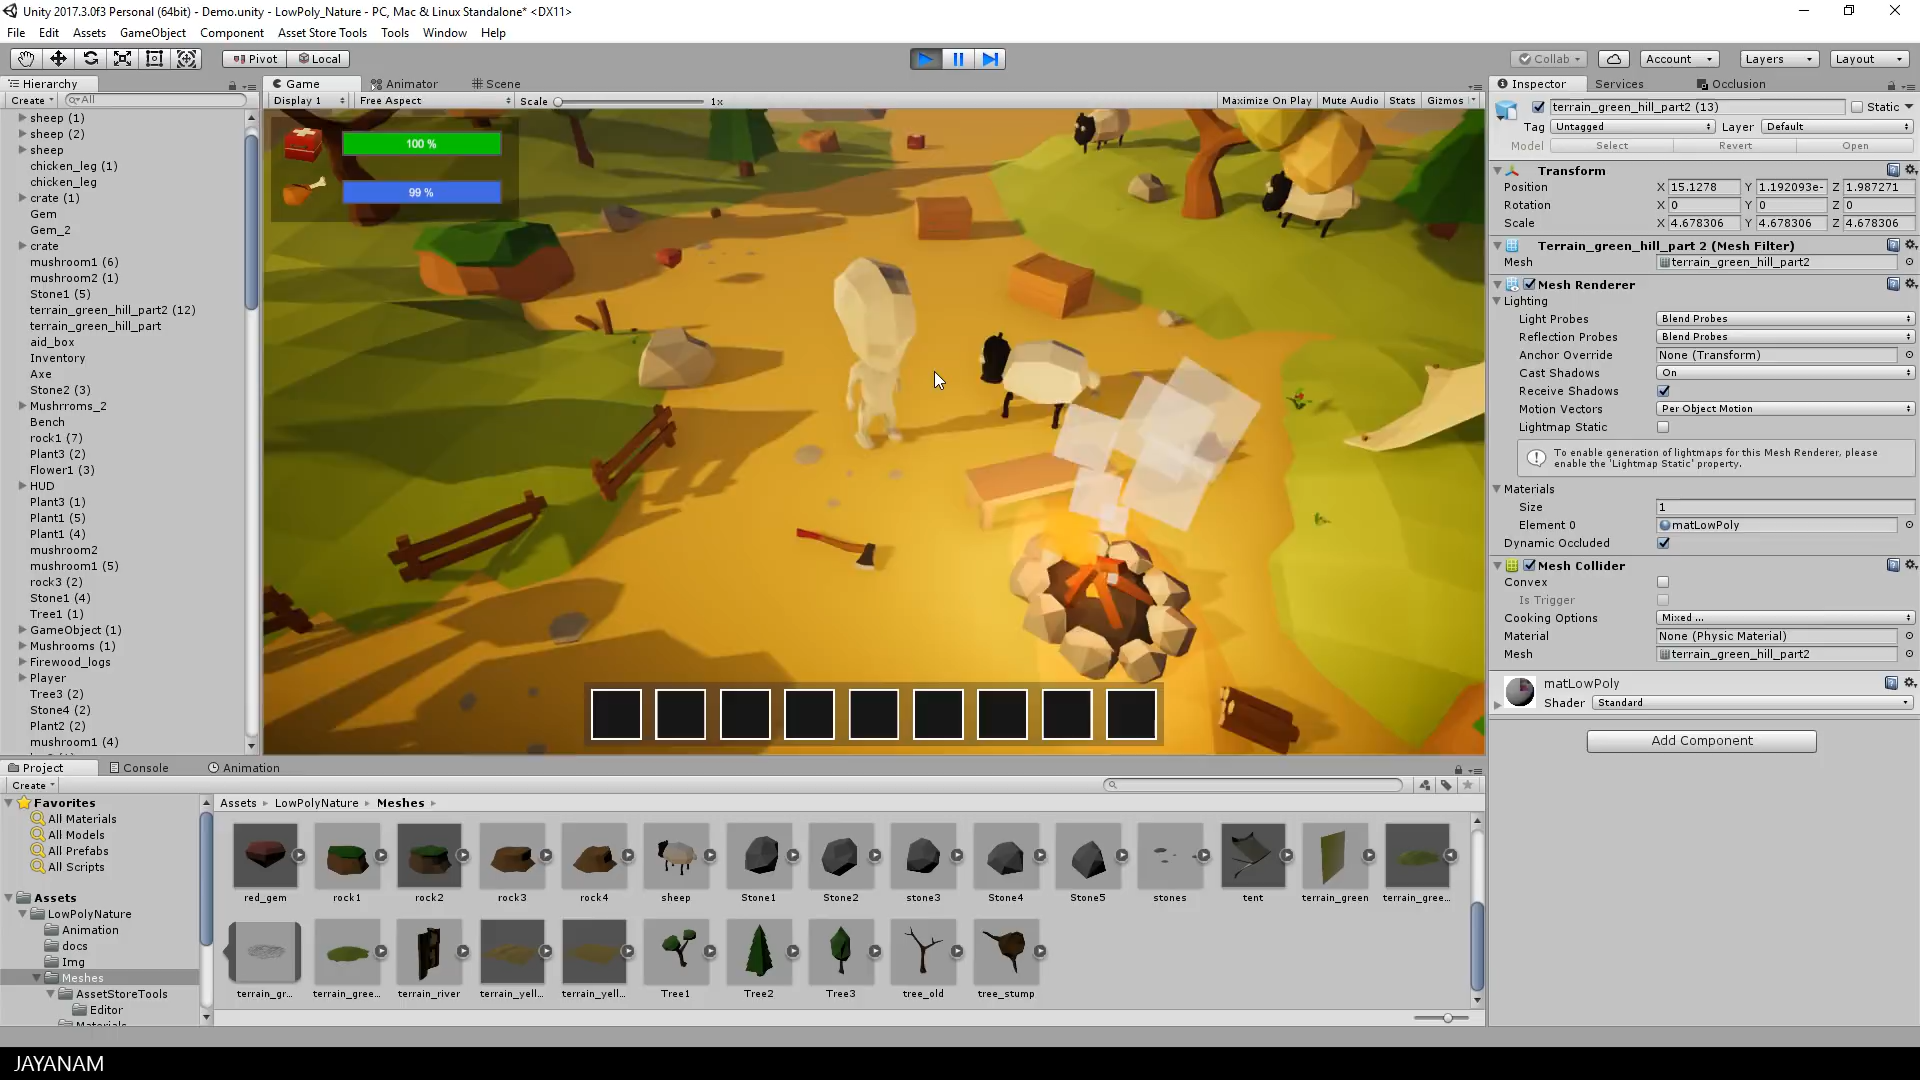 Unity 2017.3.0f3 Personal (64bit) - Demo.unity - LowPoly_Nature - PC, Mac & Linux Standalone* <DX11>
File Edit Assets GameObject Component Asset Store Tools Tools Window Help
Pivot Local Collab Account Layers Layout
Hierarchy
Create All
sheep (1)
sheep (2)
sheep
chicken_leg (1)
chicken_leg
crate (1)
Gem
Gem_2
crate
mushroom1 (6)
mushroom2 (1)
Stone1 (5)
terrain_green_hill_part2 (12)
terrain_green_hill_part
aid_box
Inventory
Axe
Stone2 (3)
Mushrroms_2
Bench
rock1 (7)
Plant3 (2)
Flower1 (3)
HUD
Plant3 (1)
Plant1 (5)
Plant1 (4)
mushroom2
mushroom1 (5)
rock3 (2)
Stone1 (4)
Tree1 (1)
GameObject (1)
Mushrooms (1)
Firewood_logs
Player
Tree3 (2)
Stone4 (2)
Plant2 (2)
mushroom1 (4)
Game Animator Scene
Display 1 Free Aspect Scale 1x Maximize On Play Mute Audio Stats Gizmos
100 %
99 %
Inspector Services Occlusion
terrain_green_hill_part2 (13) Static
Tag Untagged Layer Default
Model Select Revert Open
Transform
Position X 15.1278 Y 1.192093e- Z 1.987271
Rotation X 0 Y 0 Z 0
Scale X 4.678306 Y 4.678306 Z 4.678306
Terrain_green_hill_part 2 (Mesh Filter)
Mesh terrain_green_hill_part2
Mesh Renderer
Lighting
Light Probes Blend Probes
Reflection Probes Blend Probes
Anchor Override None (Transform)
Cast Shadows On
Receive Shadows
Motion Vectors Per Object Motion
Lightmap Static
To enable generation of lightmaps for this Mesh Renderer, please
enable the 'Lightmap Static' property.
Materials
Size 1
Element 0 matLowPoly
Dynamic Occluded
Mesh Collider
Convex
Is Trigger
Cooking Options Mixed ...
Material None (Physic Material)
Mesh terrain_green_hill_part2
matLowPoly
Shader Standard
Add Component
Project Console Animation
Create
Favorites
All Materials
All Models
All Prefabs
All Scripts
Assets
LowPolyNature
Animation
docs
Img
Meshes
AssetStoreTools
Editor
Materials
Assets LowPolyNature Meshes
red_gem rock1 rock2 rock3 rock4 sheep Stone1 Stone2 stone3 Stone4 Stone5 stones tent terrain_green terrain_gree...
terrain_gr... terrain_gree... terrain_river terrain_yell... terrain_yell... Tree1 Tree2 Tree3 tree_old tree_stump
JAYANAM